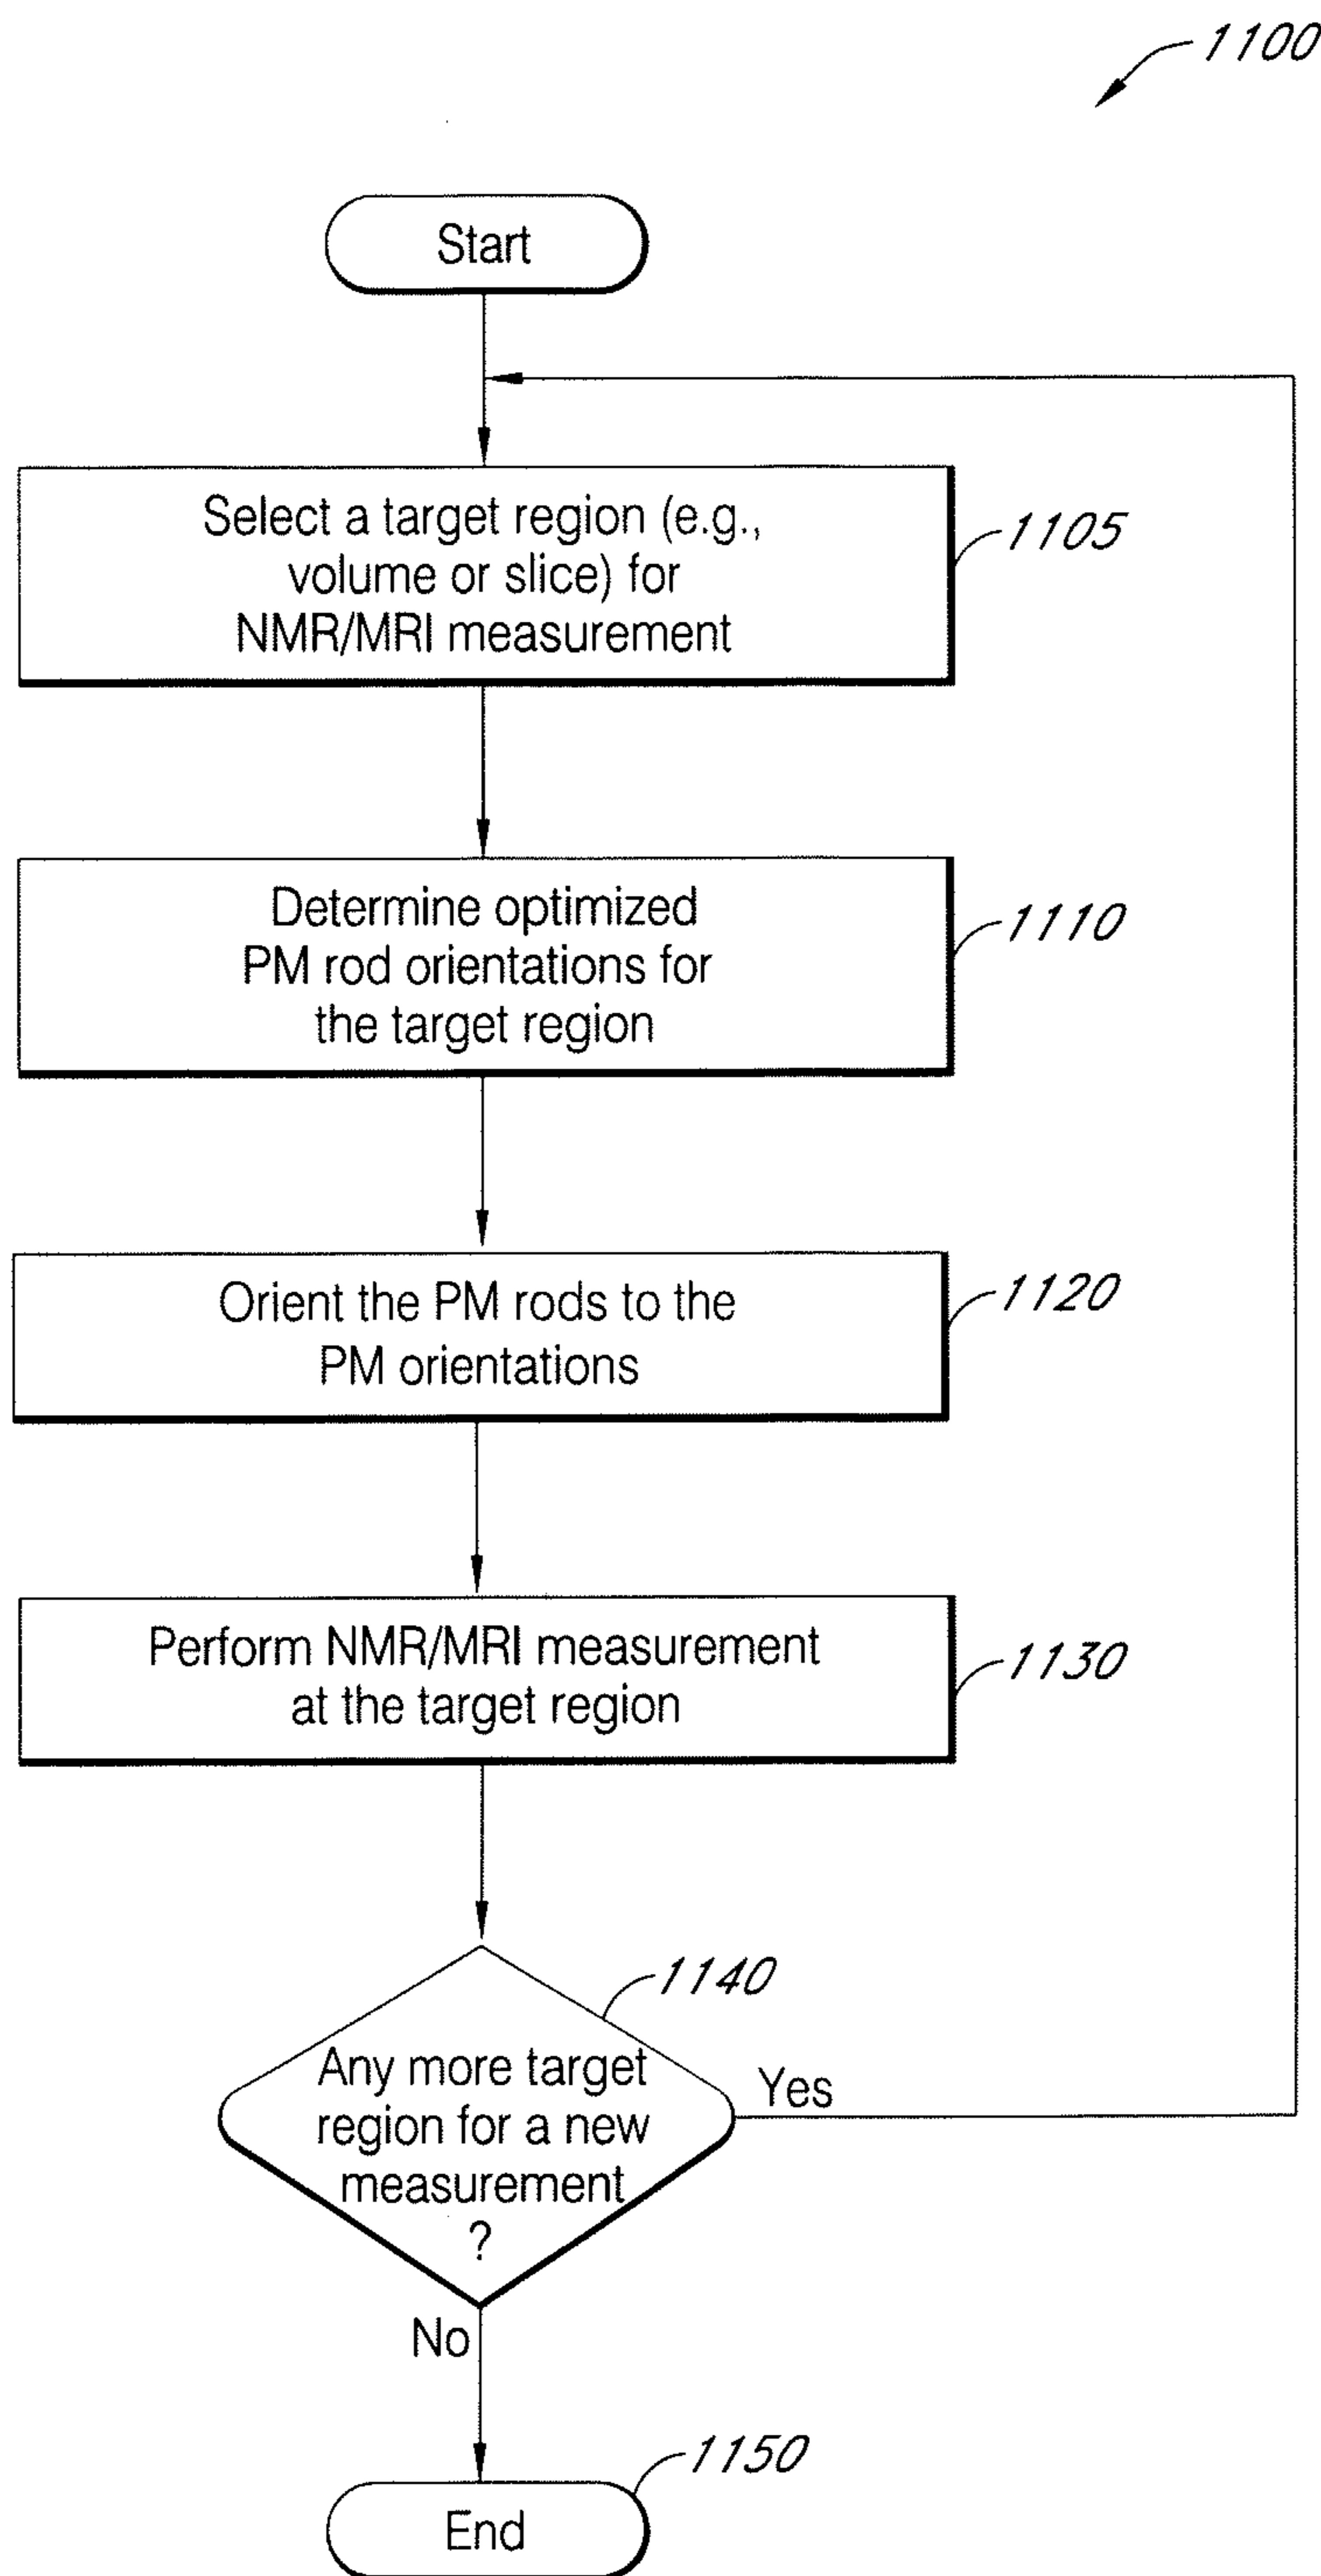 1100
Start
Select a target region (e.g.,
volume or slice) for
NMR/MRI measurement
1105
Determine optimized
PM rod orientations for
the target region
1110
Orient the PM rods to the
PM orientations
1120
Perform NMR/MRI measurement
at the target region
1130
1140
Any more target
region for a new
measurement
?
Yes
No
1150
End